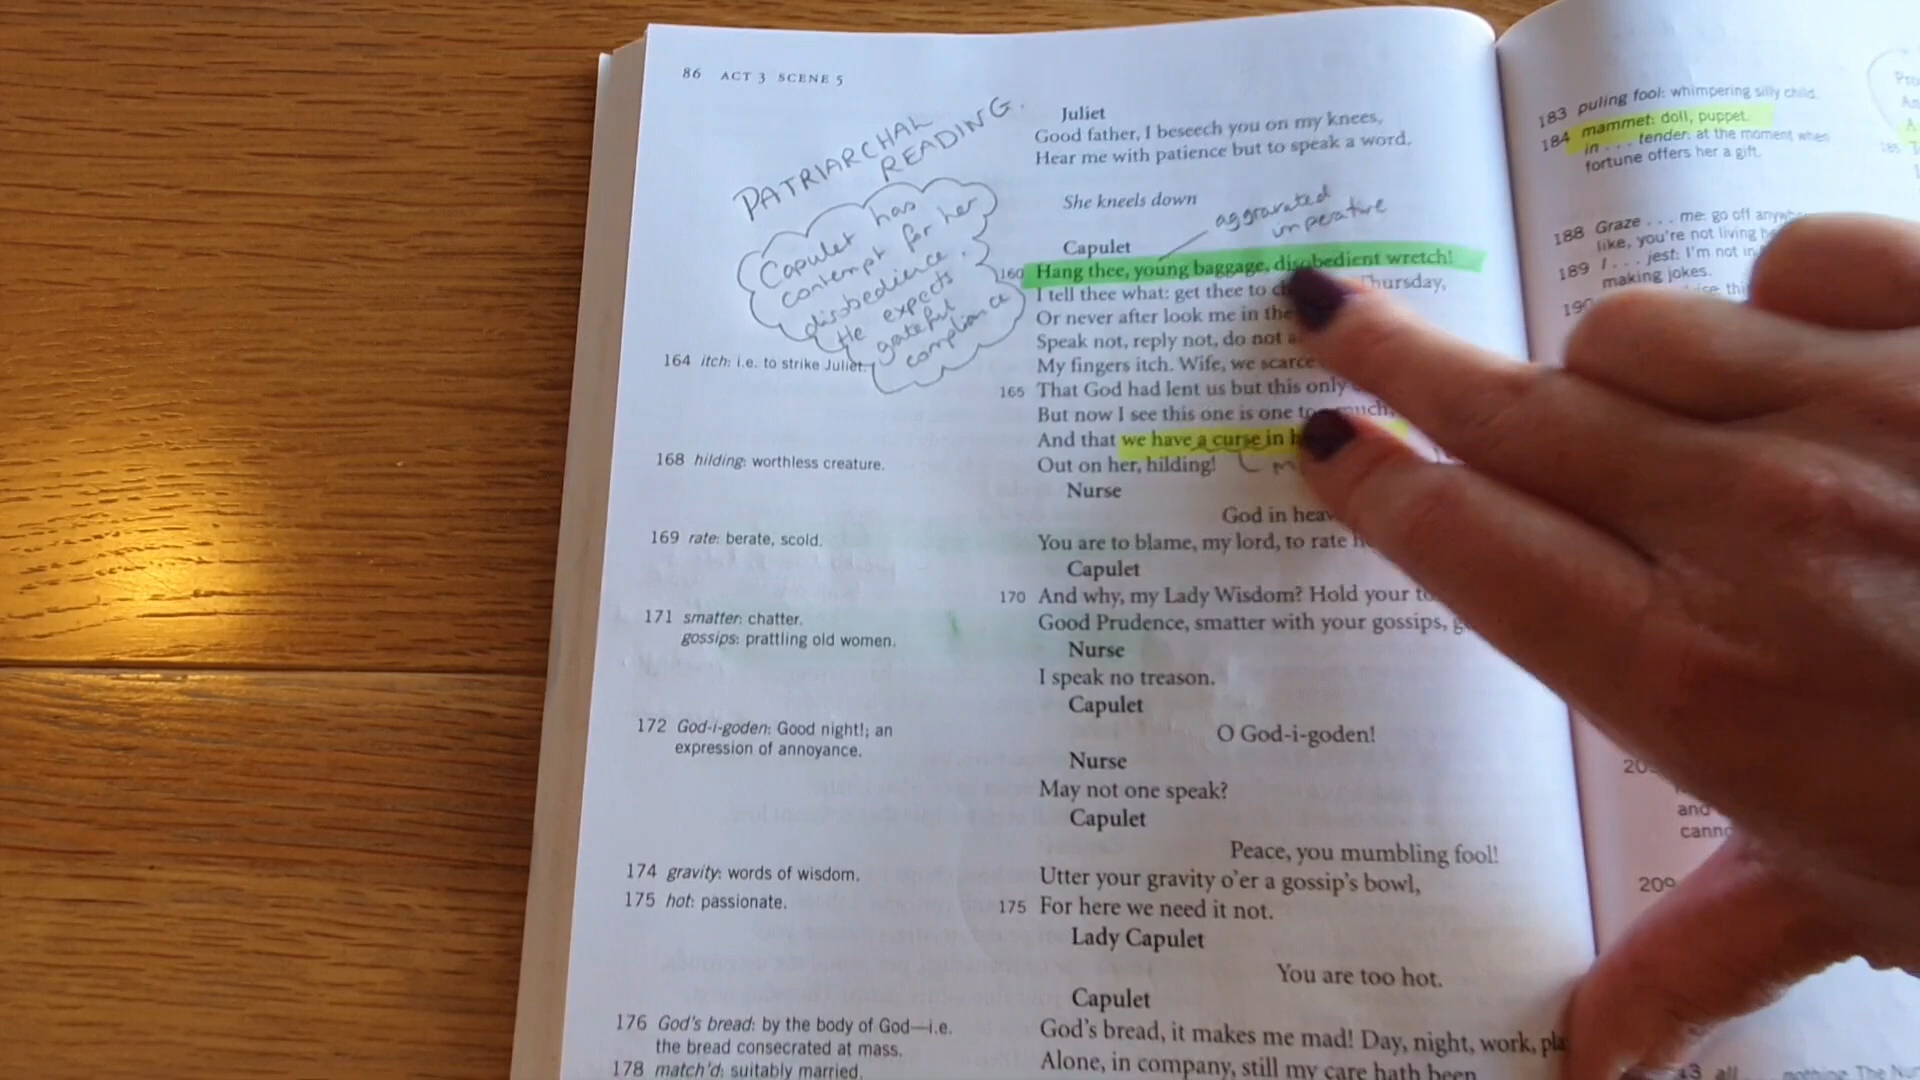 86 ACT 3 SCENE 5
PATRIARCHAL
READING.
Capulet has
contempt for her
disobedience.
He expects
grateful
compliance
164 itch: i.e. to strike Juliet.
168 hilding: worthless creature.
169 rate: berate, scold.
171 smatter: chatter.
gossips: prattling old women.
172 God-i-goden: Good night!; an
expression of annoyance.
174 gravity: words of wisdom.
175 hot: passionate.
176 God's bread: by the body of God—i.e.
the bread consecrated at mass.
178 match'd: suitably married.
Juliet
Good father, I beseech you on my knees,
Hear me with patience but to speak a word.
She kneels down
aggravated
imperative
Capulet
160 Hang thee, young baggage, disobedient wretch!
I tell thee what: get thee to Thursday,
Or never after look me in the
Speak not, reply not, do not
My fingers itch. Wife, we scarce
165 That God had lent us but this only
But now I see this one is one too much,
And that we have a curse in
Out on her, hilding!
Nurse
God in
You are to blame, my lord, to rate
Capulet
170 And why, my Lady Wisdom? Hold your
Good Prudence, smatter with your gossips,
Nurse
I speak no treason.
Capulet
O God-i-goden!
Nurse
May not one speak?
Capulet
Peace, you mumbling fool!
Utter your gravity o'er a gossip's bowl,
175 For here we need it not.
Lady Capulet
You are too hot.
Capulet
God's bread, it makes me mad! Day, night, work,
Alone, in company, still my care hath been
183 puling fool: whimpering silly child.
184 mammet: doll, puppet.
in . . . tender: at the moment when
fortune offers her a gift.
188 Graze . . . me: go off
like, you're not living
189 I . . . jest: I'm not in
making jokes.
190
and